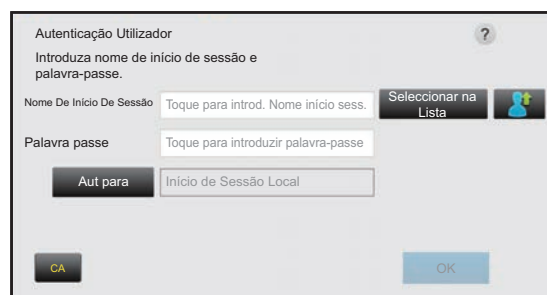 Autenticação Utilizador
?
Introduza nome de início de sessão e
palavra-passe.
Nome De Início De Sessão
Toque para introd. Nome início sess.
Seleccionar na
Lista
Palavra passe
Toque para introduzir palavra-passe
Aut para
Início de Sessão Local
CA
OK